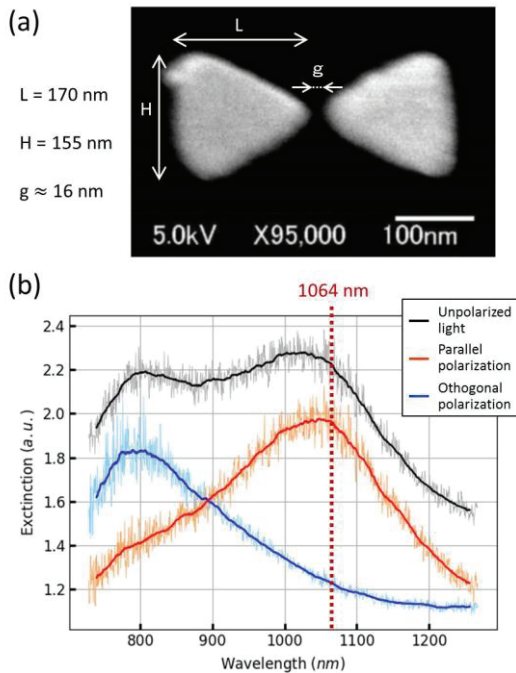 (a)
L
g
H
L = 170 nm
H = 155 nm
g ≈ 16 nm
5.0kV X95,000 100nm
(b)
1064 nm
Unpolarized
light
Parallel
polarization
Othogonal
polarization
2.4
2.2
2.0
1.8
1.6
1.4
1.2
Exctinction (a.u.)
800 900 1000 1100 1200
Wavelength (nm)